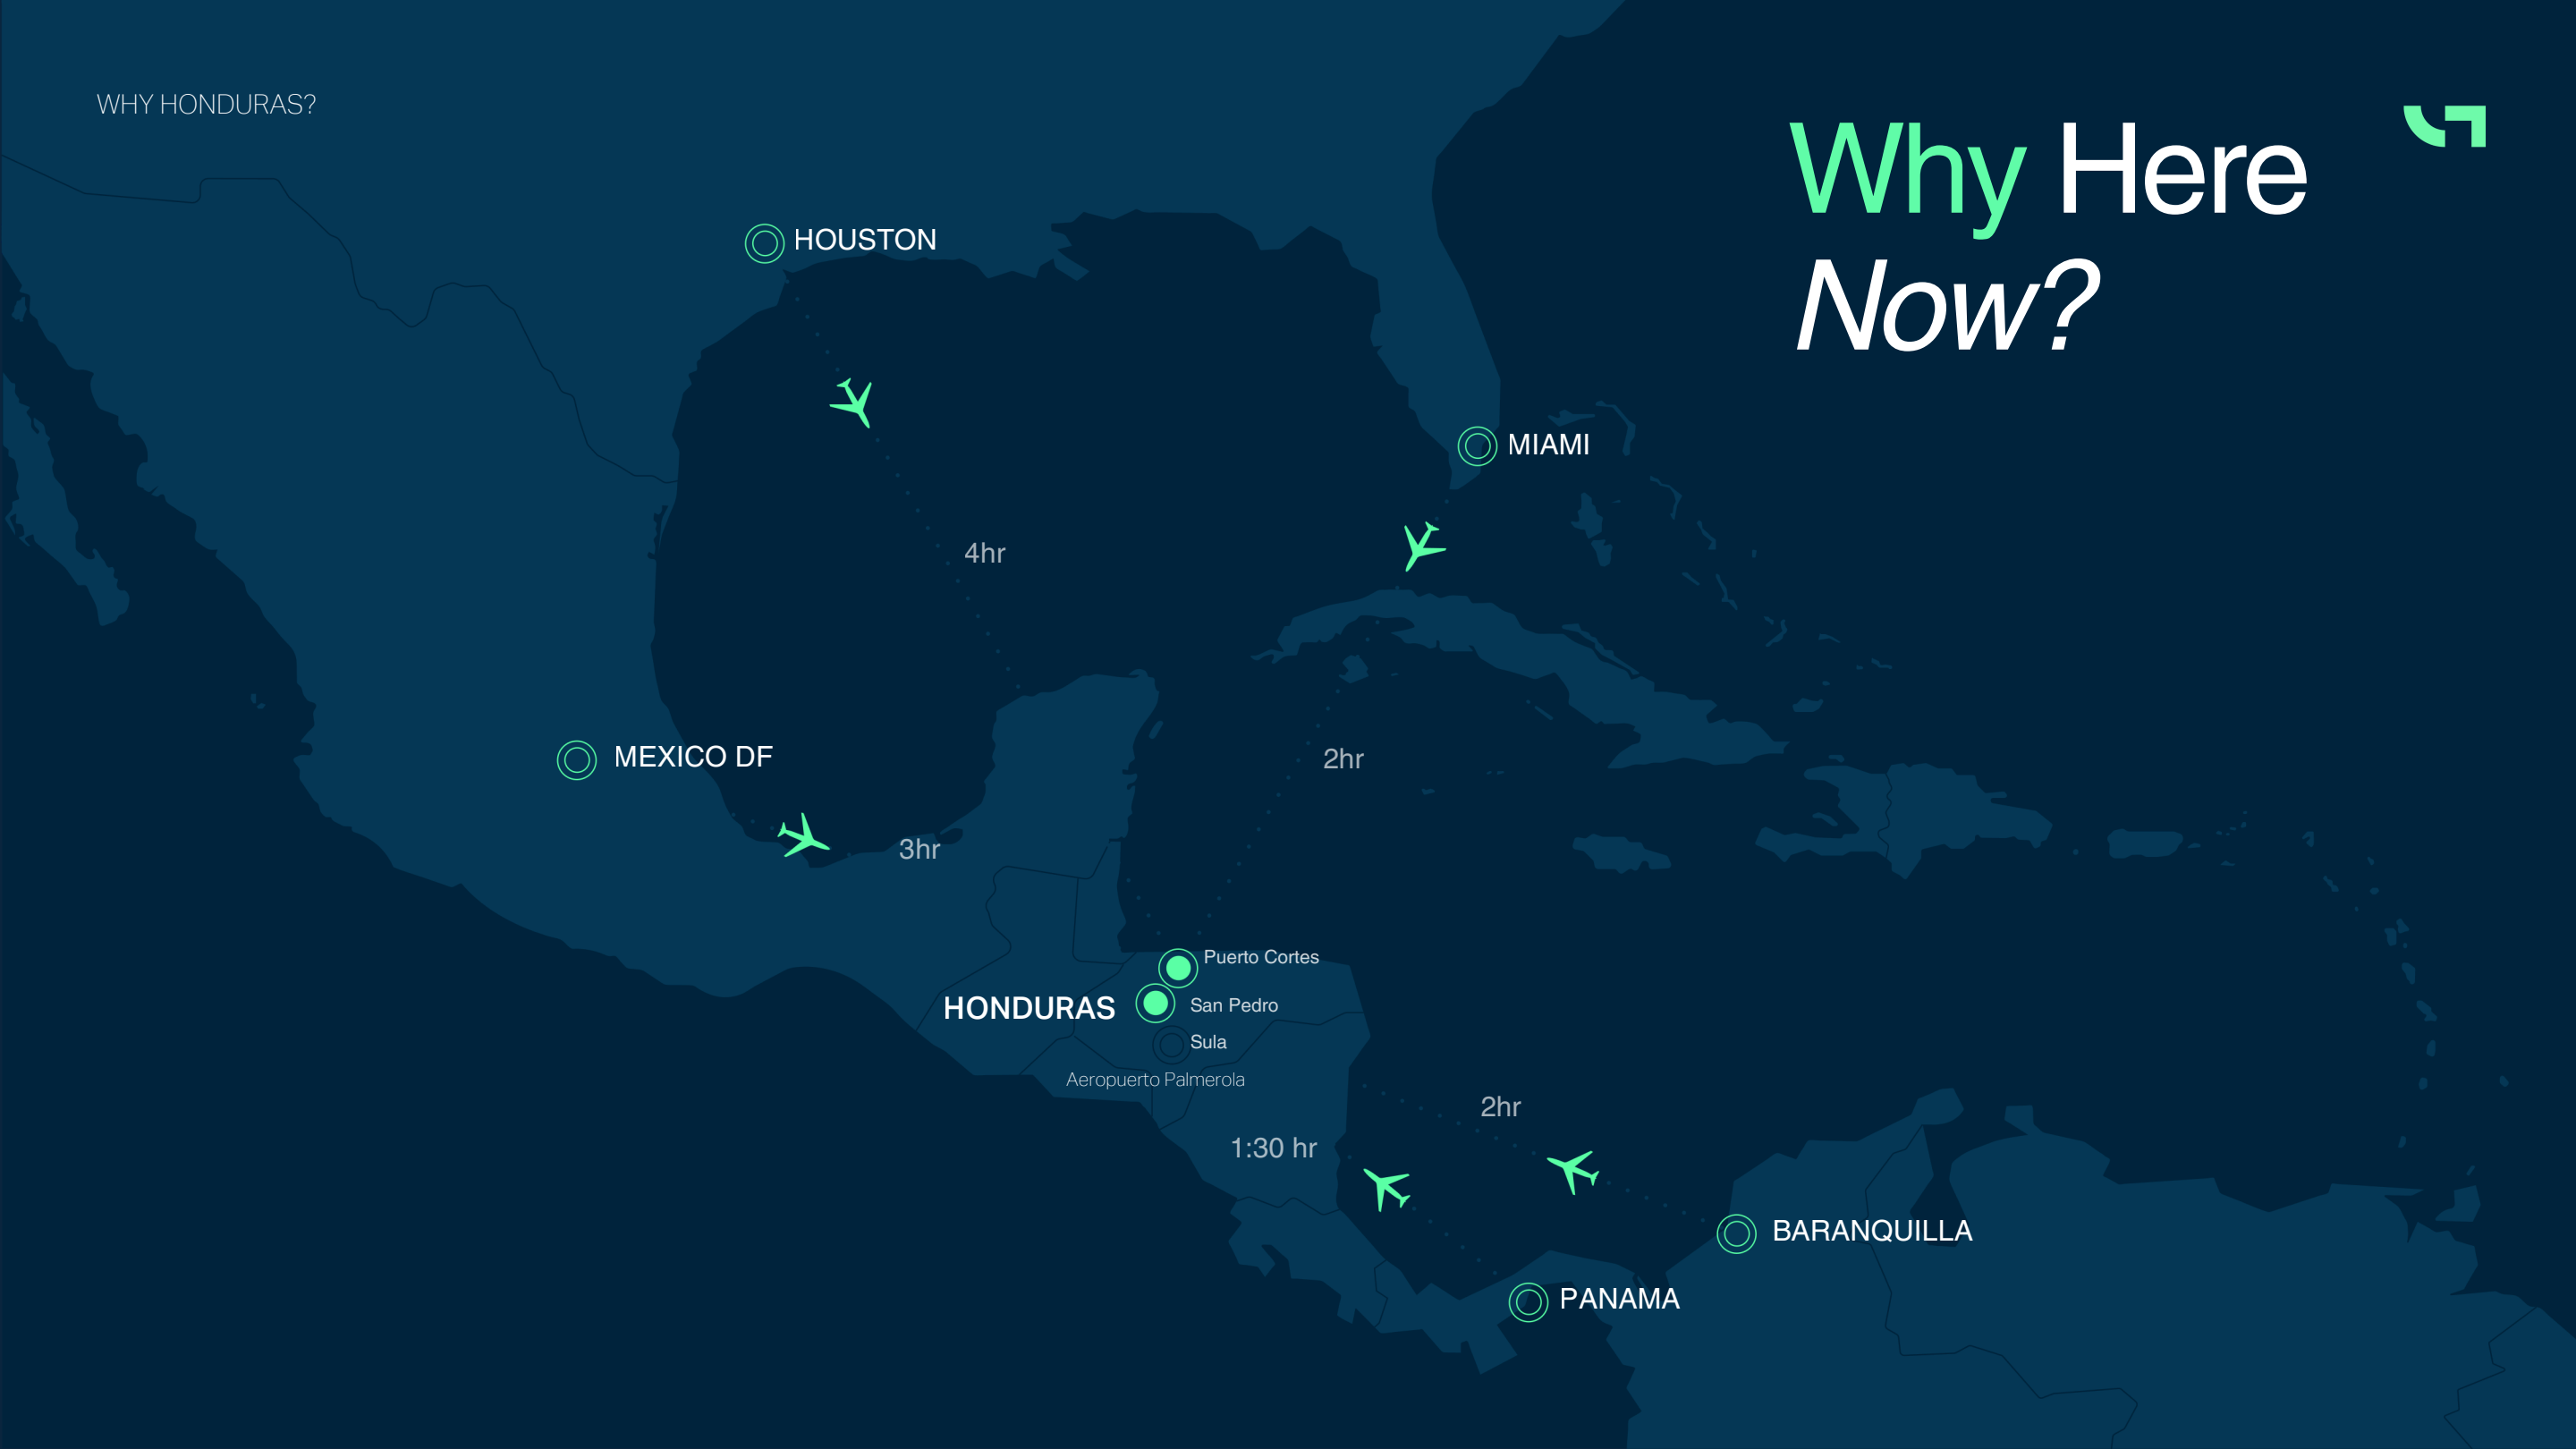 WHY HONDURAS?
Why Here
Now?
HOUSTON
MIAMI
4hr
MEXICO DF
2hr
3hr
Puerto Cortes
HONDURAS
San Pedro
Sula
Aeropuerto Palmerola
2hr
1:30 hr
BARANQUILLA
PANAMA